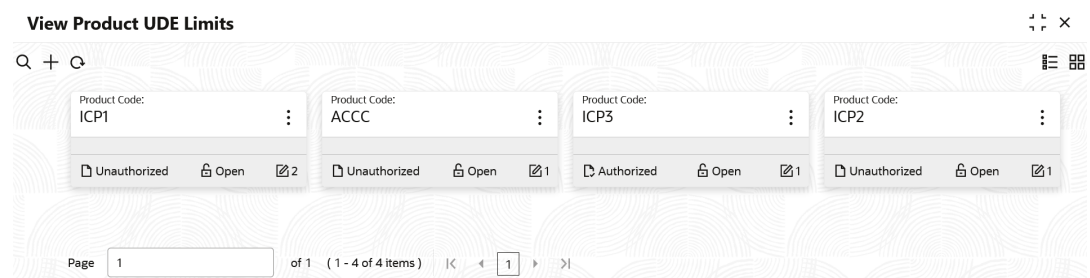 View Product UDE Limits
Product Code: Product Code: Product Code: Product Code:
ICP1 ACCC ICP3 ICP2
Unauthorized Open 2 Unauthorized Open 1 Authorized Open 1 Unauthorized Open 1
Page 1 of 1 ( 1 - 4 of 4 items ) 1